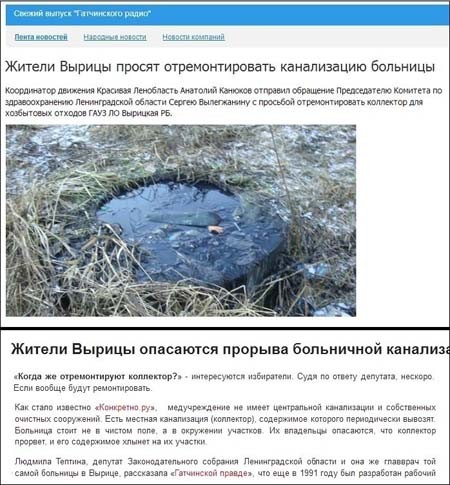 Свежий выпуск "Гатчинского радио"
Лента новостей Народные новости Новости компаний
Жители Вырицы просят отремонтировать канализацию больницы
Координатор движения Красивая Леноблaсть Анатолий Канюков отправил обращение Председателю Комитета по
здравоохранению Ленинградской области Сергею Вылегжанину с просьбой отремонтировать коллектор для
хозбытовых отходов ГАУЗ ЛО Вырицкая РБ.
Жители Вырицы опасаются прорыва больничной канализа
«Когда же отремонтируют коллектор?» - интересуются избиратели. Судя по ответу депутата, нескоро.
Если вообще будут ремонтировать.
Как стало известно «Конкретно.ру», медучреждение не имеет центральной канализации и собственных
очистных сооружений. Есть местная канализация (коллектор), содержимое которого периодически вывозят.
Больница стоит не в чистом поле, а в окружении участков. Их владельцы опасаются, что коллектор
прорвет, и его содержимое хлынет на их участки.
Людмила Тептина, депутат Законодательного собрания Ленинградской области и она же главврач той
самой больницы в Вырице, рассказала «Гатчинской правде», что еще в 1991 году был разработан рабочий